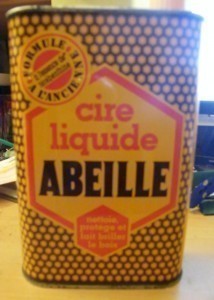 FORMULE
A L'ANCIENNE
cire
liquide
ABEILLE
nettoie,
protège et
fait briller
le bois